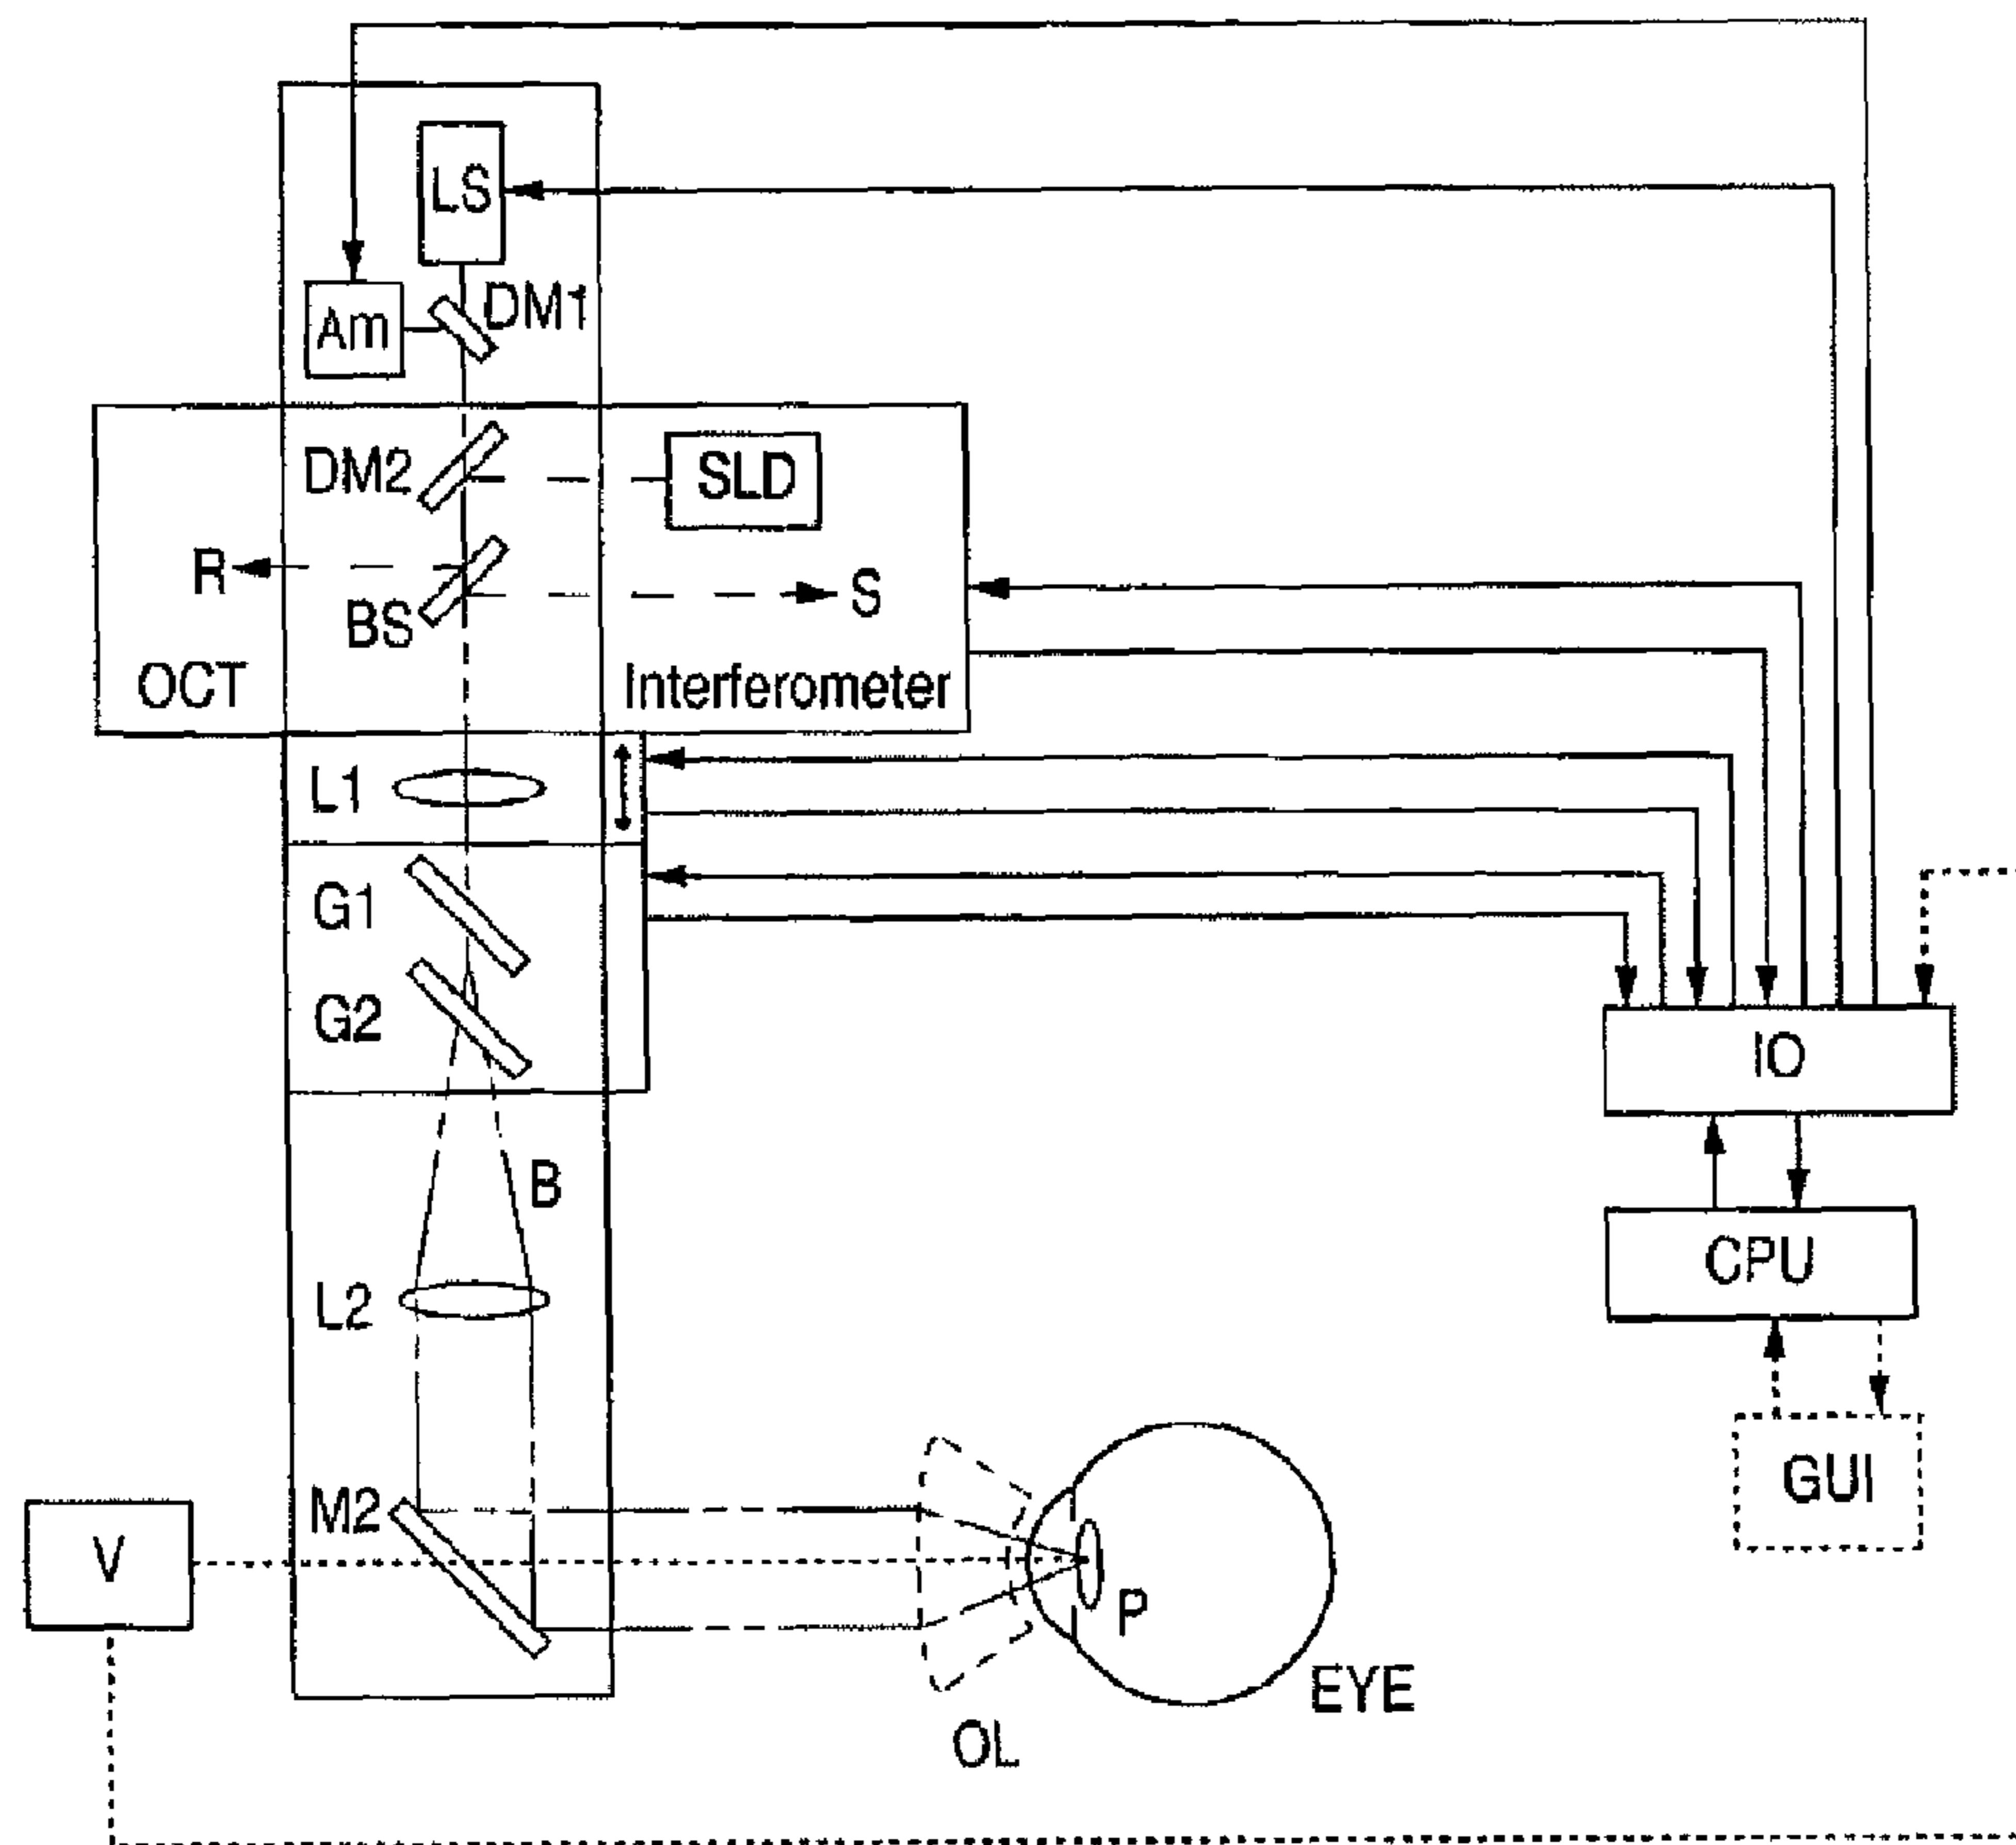 LS
DM1
Am
DM2
SLD
R
S
BS
OCT
Interferometer
L1
G1
G2
IO
B
CPU
L2
GUI
M2
V
P
EYE
OL